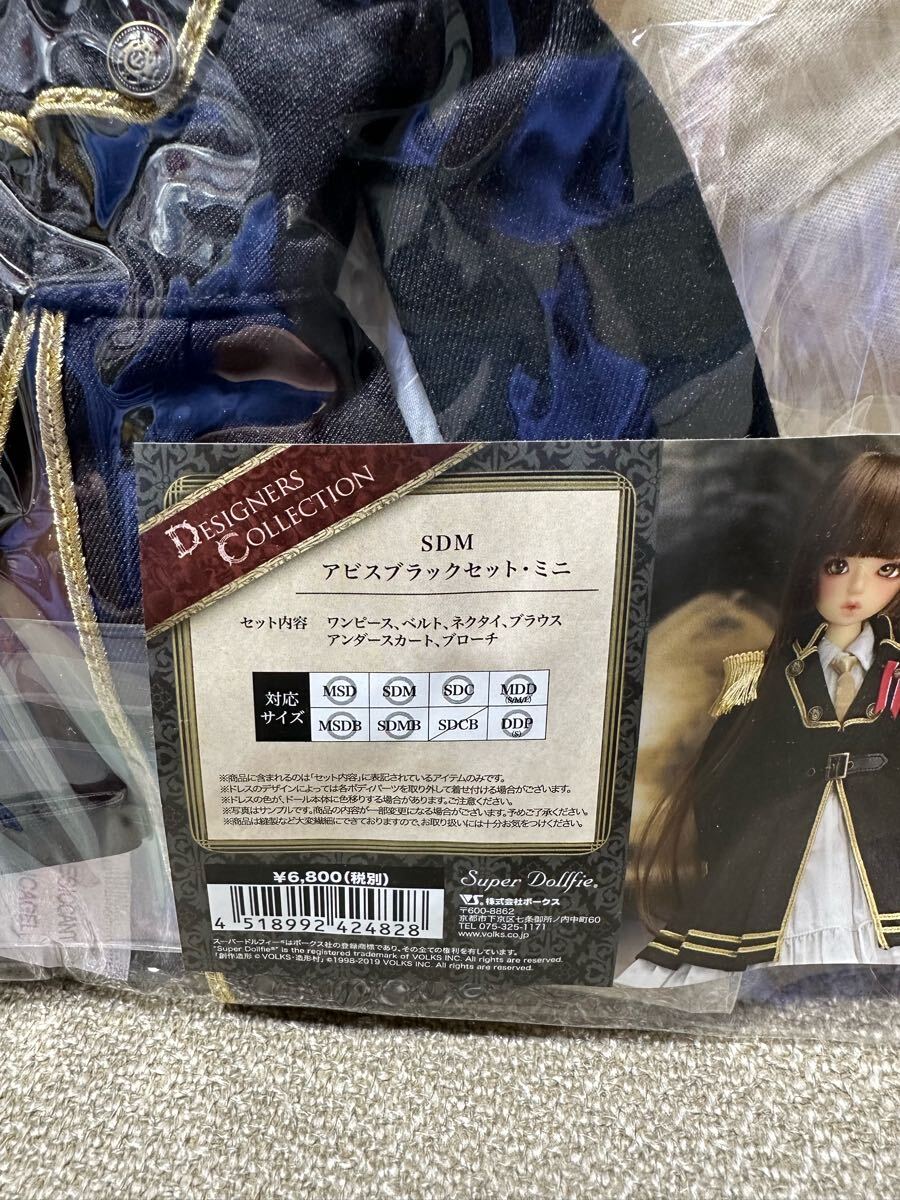 DESIGNERS
COLLECTION
SDM
アビスブラックセット・ミニ
セット内容 ワンピース、ベルト、ネクタイ、ブラウス
アンダースカート、ブローチ
対応サイズ
MSD SDM SDC MDD (S/M/L)
MSDB SDMB SDCB DDP (S)
※商品に含まれるのは「セット内容」に表記されているアイテムのみです。
※ドレスのデザインによっては各ボディパーツを取り外して着せ付ける場合がございます。
※ドレスの色が、ドール本体に色移りする場合があります。ご注意ください。
※写真はサンプルです。商品の内容が一部変更になる場合がございます。予めご了承ください。
※商品は縫製など大変繊細にできておりますので、お取り扱いには十分お気をつけください。
¥6,800(税別)
4 518992 424828
Super Dollfie®
VS. 株式会社ボークス
〒600-8862
京都市下京区七条御所ノ内中町60
TEL 075-325-1171
www.volks.co.jp
スーパードルフィー®はボークス社の登録商標であり、その全ての権利を有しています。
"Super Dollfie®" is the registered trademark of VOLKS INC. All rights are reserved.
「創作造形©VOLKS・造形村」©1998-2019 VOLKS INC. All rights are reserved.